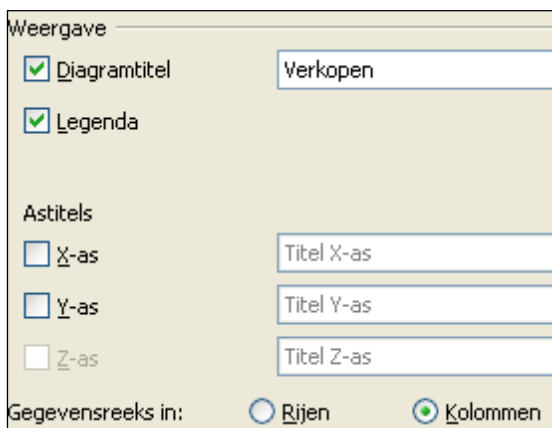 Weergave
Diagramtitel Verkopen
Legenda
Astitels
X-as Titel X-as
Y-as Titel Y-as
Z-as Titel Z-as
Gegevensreeks in: Rijen Kolommen